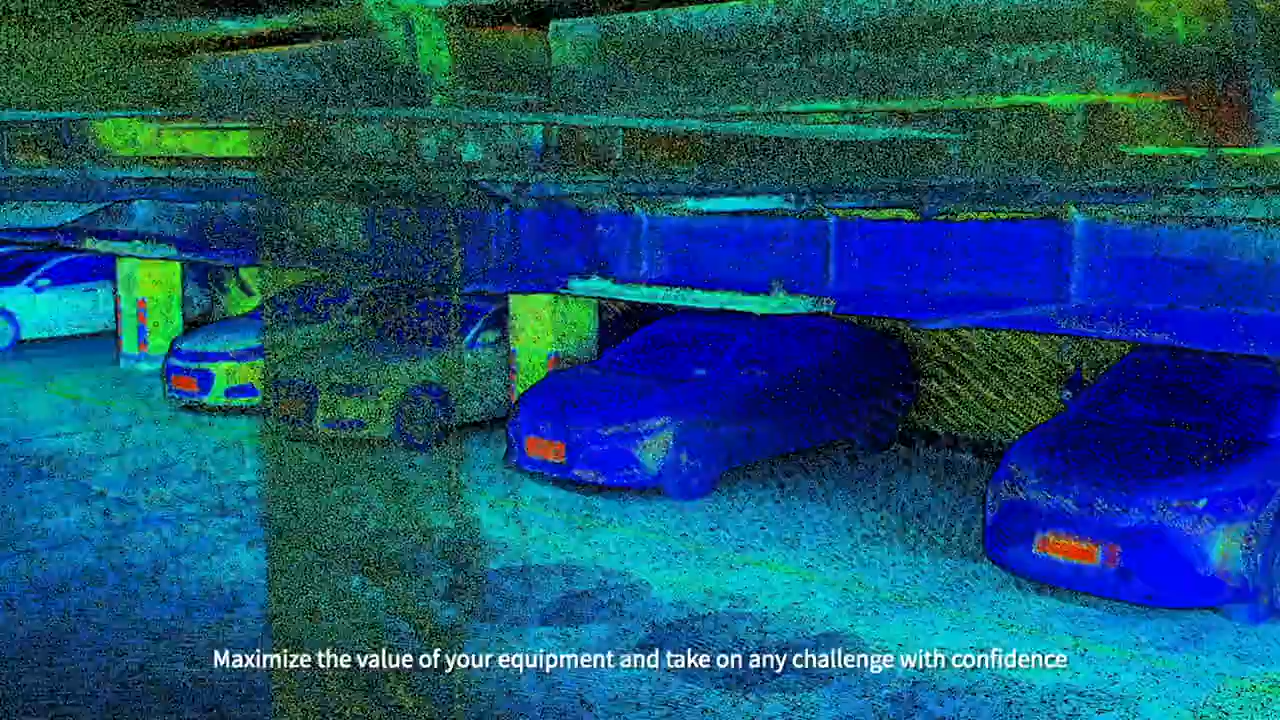 Maximize the value of your equipment and take on any challenge with confidence